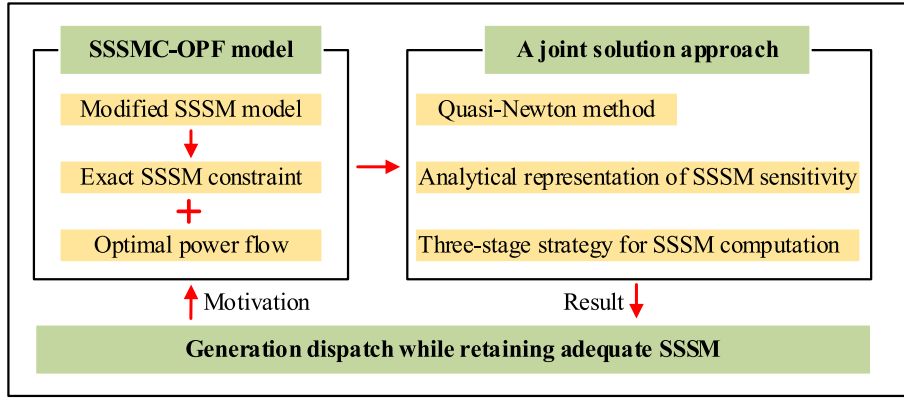 SSSMC-OPF model
Modified SSSM model
Exact SSSM constraint
Optimal power flow
A joint solution approach
Quasi-Newton method
Analytical representation of SSSM sensitivity
Three-stage strategy for SSSM computation
Motivation
Result
Generation dispatch while retaining adequate SSSM